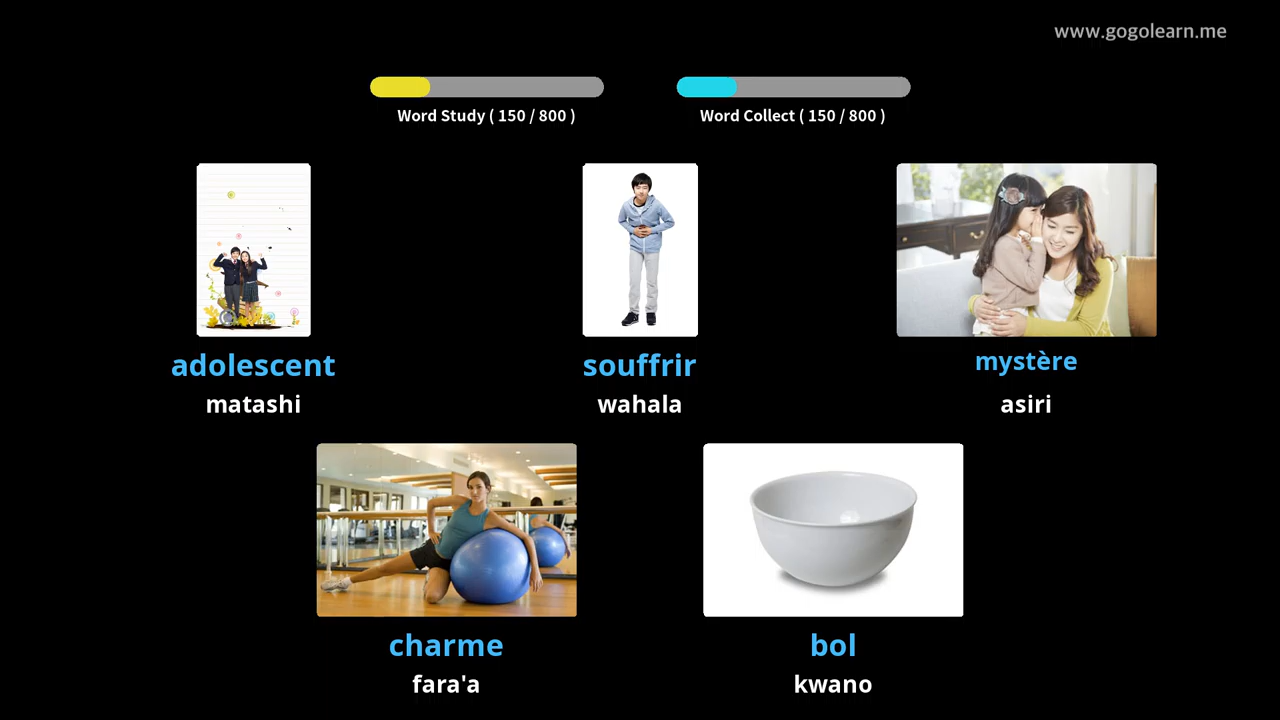 www.gogolearn.me
Word Study ( 150 / 800 )
Word Collect ( 150 / 800 )
adolescent
matashi
souffrir
wahala
mystère
asiri
charme
fara'a
bol
kwano